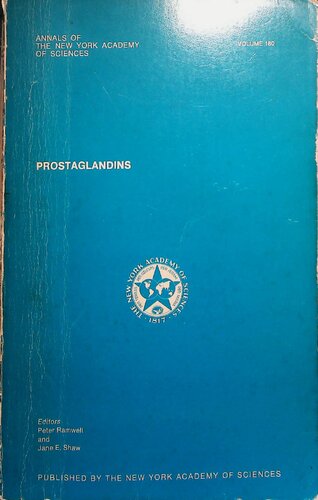 ANNALS OF
THE NEW YORK ACADEMY
OF SCIENCES
VOLUME 180
PROSTAGLANDINS
THE NEW YORK ACADEMY OF SCIENCES
· 1817 ·
Editors
Peter Ramwell
and
Jane E. Shaw
PUBLISHED BY THE NEW YORK ACADEMY OF SCIENCES